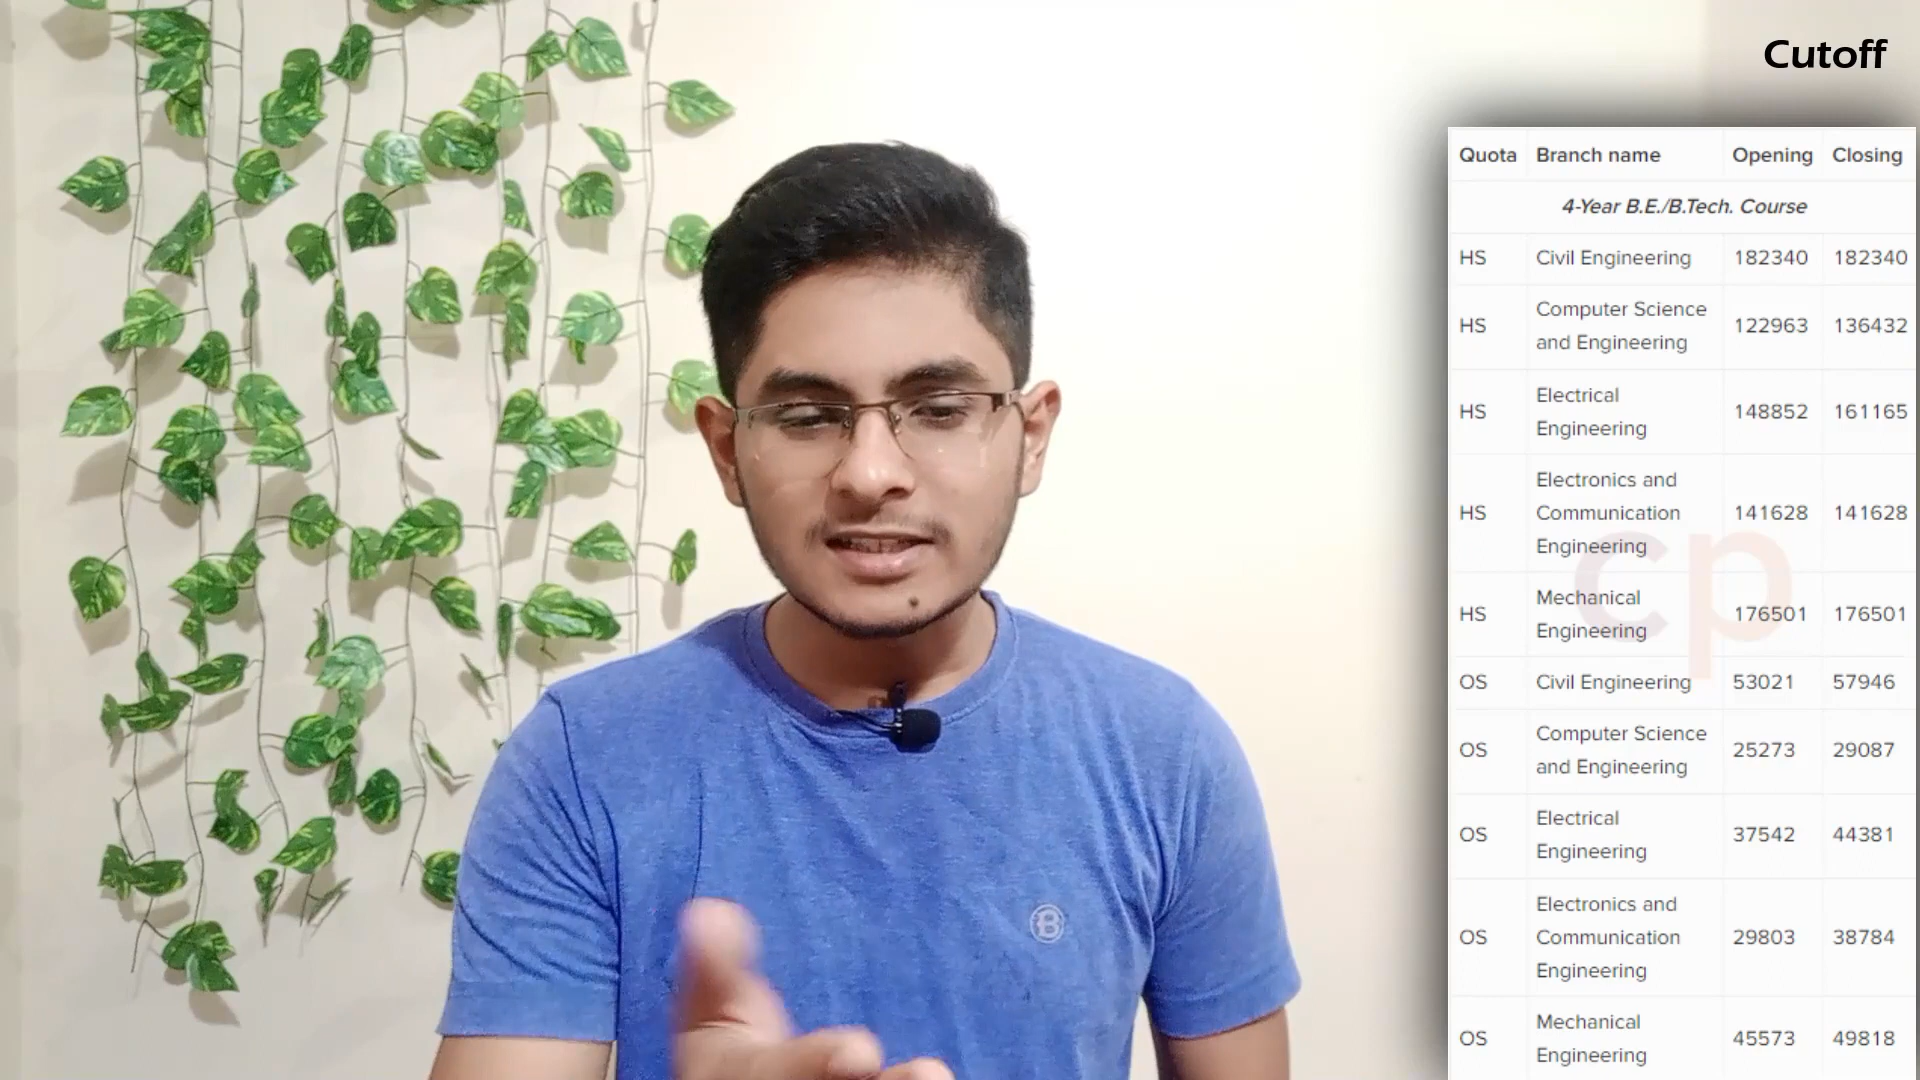 Cutoff
Quota Branch name Opening Closing
4-Year B.E./B.Tech. Course
HS Civil Engineering 182340 182340
HS Computer Science and Engineering 122963 136432
HS Electrical Engineering 148852 161165
HS Electronics and Communication Engineering 141628 141628
HS Mechanical Engineering 176501 176501
OS Civil Engineering 53021 57946
OS Computer Science and Engineering 25273 29087
OS Electrical Engineering 37542 44381
OS Electronics and Communication Engineering 29803 38784
OS Mechanical Engineering 45573 49818
cp
B